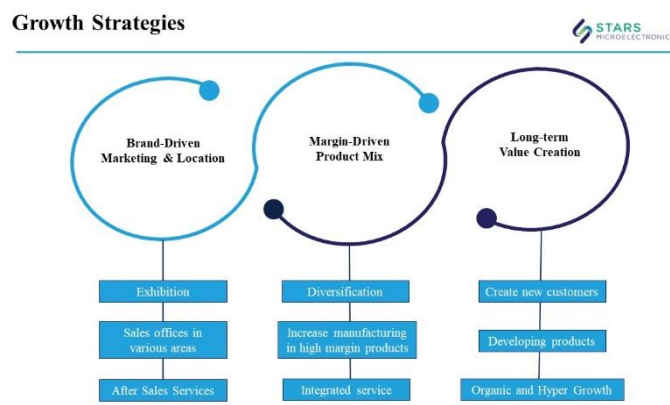 Growth Strategies
STARS
MICROELECTRONIC
Brand-Driven
Marketing & Location
Margin-Driven
Product Mix
Long-term
Value Creation
Exhibition
Sales offices in
various areas
After Sales Services
Diversification
Increase manufacturing
in high margin products
Integrated service
Create new customers
Developing products
Organic and Hyper Growth